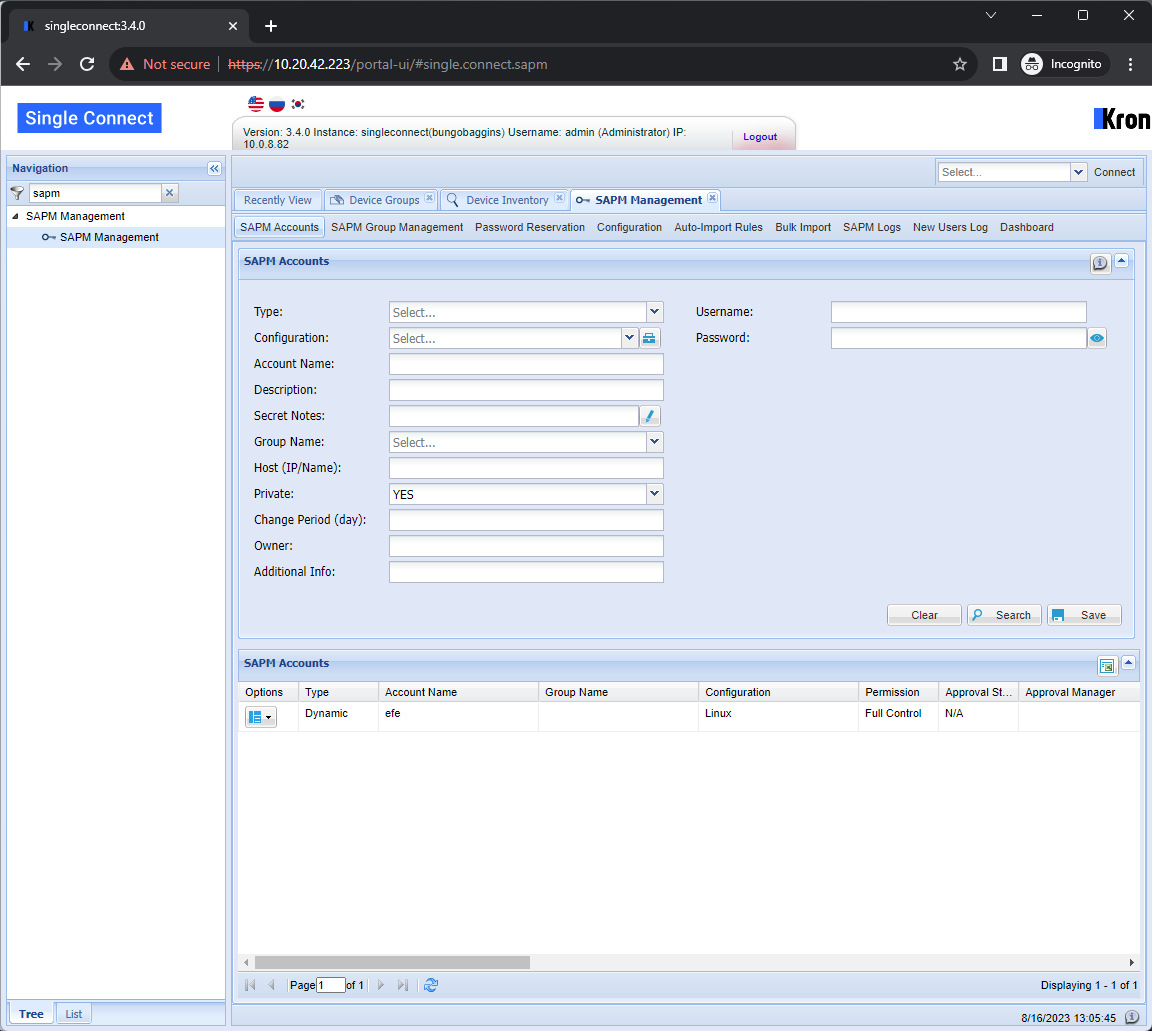 singleconnect:3.4.0
Not secure https://10.20.42.223/portal-ui/#single.connect.sapm Incognito
Single Connect
Version: 3.4.0 Instance: singleconnect(bungobaggins) Username: admin (Administrator) IP:
10.0.8.82
Logout
Kron
Navigation
Select... Connect
sapm
Recently View Device Groups Device Inventory SAPM Management
SAPM Management
SAPM Management
SAPM Accounts SAPM Group Management Password Reservation Configuration Auto-Import Rules Bulk Import SAPM Logs New Users Log Dashboard
SAPM Accounts
Type: Select... Username:
Configuration: Select... Password:
Account Name:
Description:
Secret Notes:
Group Name: Select...
Host (IP/Name):
Private: YES
Change Period (day):
Owner:
Additional Info:
Clear Search Save
SAPM Accounts
Options Type Account Name Group Name Configuration Permission Approval St... Approval Manager
Dynamic efe Linux Full Control N/A
Page 1 of 1 Displaying 1 - 1 of 1
Tree List
8/16/2023 13:05:45